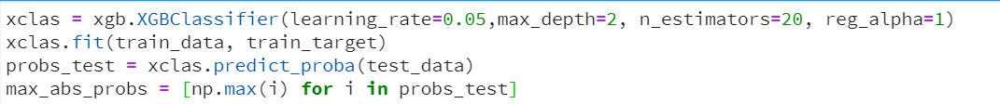 xclas = xgb.XGBClassifier(learning_rate=0.05,max_depth=2, n_estimators=20, reg_alpha=1)
xclas.fit(train_data, train_target)
probs_test = xclas.predict_proba(test_data)
max_abs_probs = [np.max(i) for i in probs_test]